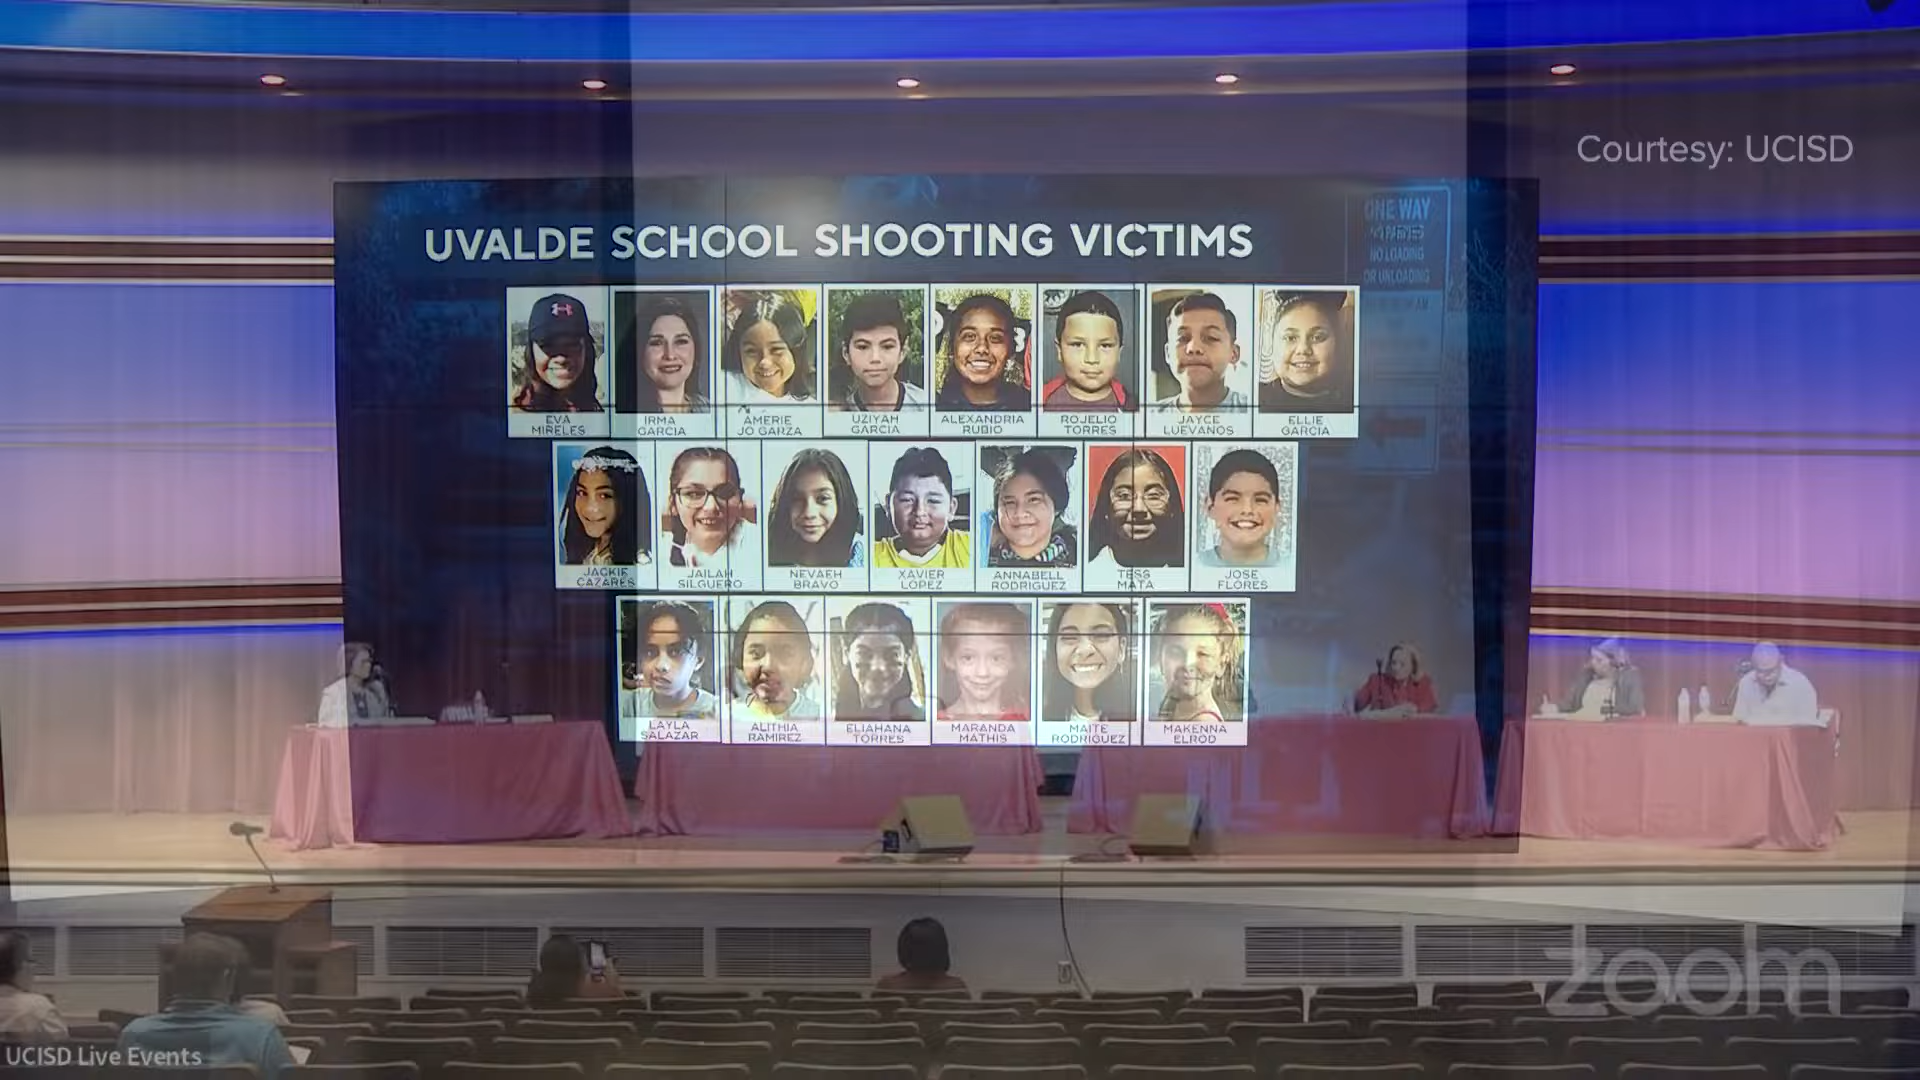 Courtesy: UCISD
UVALDE SCHOOL SHOOTING VICTIMS
ONE WAY
NO LOADING
OR UNLOADING
EVA
MIRELES
IRMA
GARCIA
AMERIE
JO GARZA
UZIYAH
GARCIA
ALEXANDRIA
RUBIO
ROJELIO
TORRES
JAYCE
LUEVANOS
ELLIE
GARCIA
JACKIE
CAZARES
JAILAH
SILGUERO
NEVAEH
BRAVO
XAVIER
LOPEZ
ANNABELL
RODRIGUEZ
TESS
MATA
JOSE
FLORES
LAYLA
SALAZAR
ALITHIA
RAMIREZ
ELIAHANA
TORRES
MARANDA
MATHIS
MAITE
RODRIGUEZ
MAKENNA
ELROD
zoom
UCISD Live Events